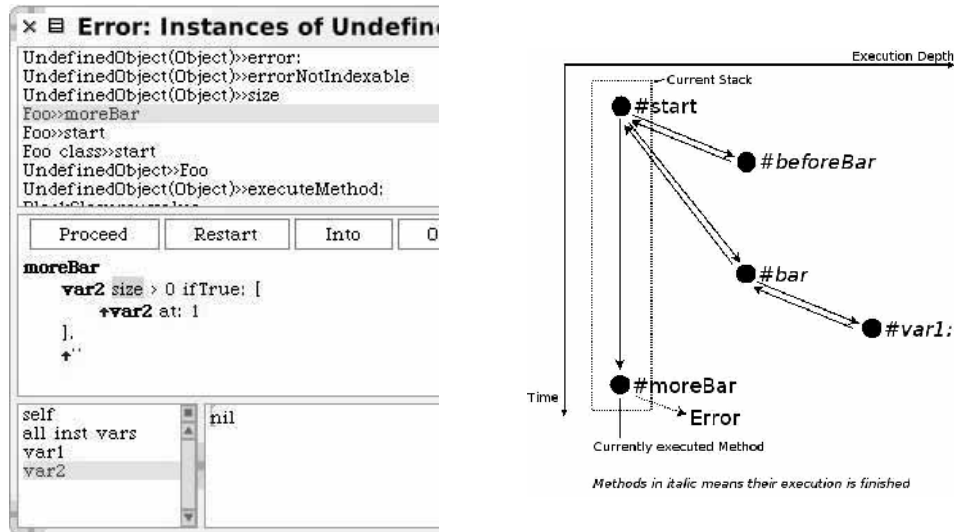 Error: Instances of Undefine
UndefinedObject(Object)>>error:
UndefinedObject(Object)>>errorNotIndexable
UndefinedObject(Object)>>size
Foo>>moreBar
Foo>>start
Foo class>>start
UndefinedObject>>Foo
UndefinedObject(Object)>>executeMethod:
Proceed Restart Into O
moreBar
var2 size > 0 ifTrue: [
↑var2 at: 1
].
↑''
self
all inst vars
var1
var2
nil
Execution Depth
Current Stack
#start
#beforeBar
#bar
#var1:
#moreBar
Time
Error
Currently executed Method
Methods in italic means their execution is finished